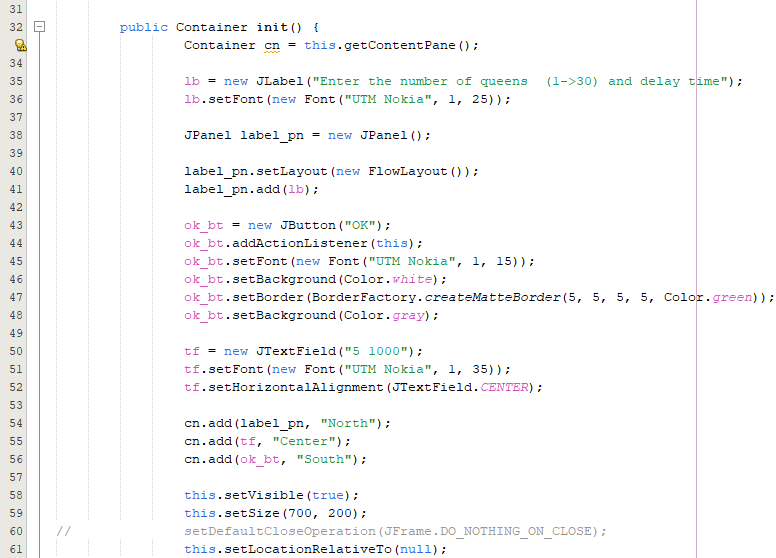 31
32 public Container init() {
Container cn = this.getContentPane();
34
35 lb = new JLabel("Enter the number of queens  (1->30) and delay time");
36 lb.setFont(new Font("UTM Nokia", 1, 25));
37
38 JPanel label_pn = new JPanel();
39
40 label_pn.setLayout(new FlowLayout());
41 label_pn.add(lb);
42
43 ok_bt = new JButton("OK");
44 ok_bt.addActionListener(this);
45 ok_bt.setFont(new Font("UTM Nokia", 1, 15));
46 ok_bt.setBackground(Color.white);
47 ok_bt.setBorder(BorderFactory.createMatteBorder(5, 5, 5, 5, Color.green));
48 ok_bt.setBackground(Color.gray);
49
50 tf = new JTextField("5 1000");
51 tf.setFont(new Font("UTM Nokia", 1, 35));
52 tf.setHorizontalAlignment(JTextField.CENTER);
53
54 cn.add(label_pn, "North");
55 cn.add(tf, "Center");
56 cn.add(ok_bt, "South");
57
58 this.setVisible(true);
59 this.setSize(700, 200);
60 // setDefaultCloseOperation(JFrame.DO_NOTHING_ON_CLOSE);
61 this.setLocationRelativeTo(null);